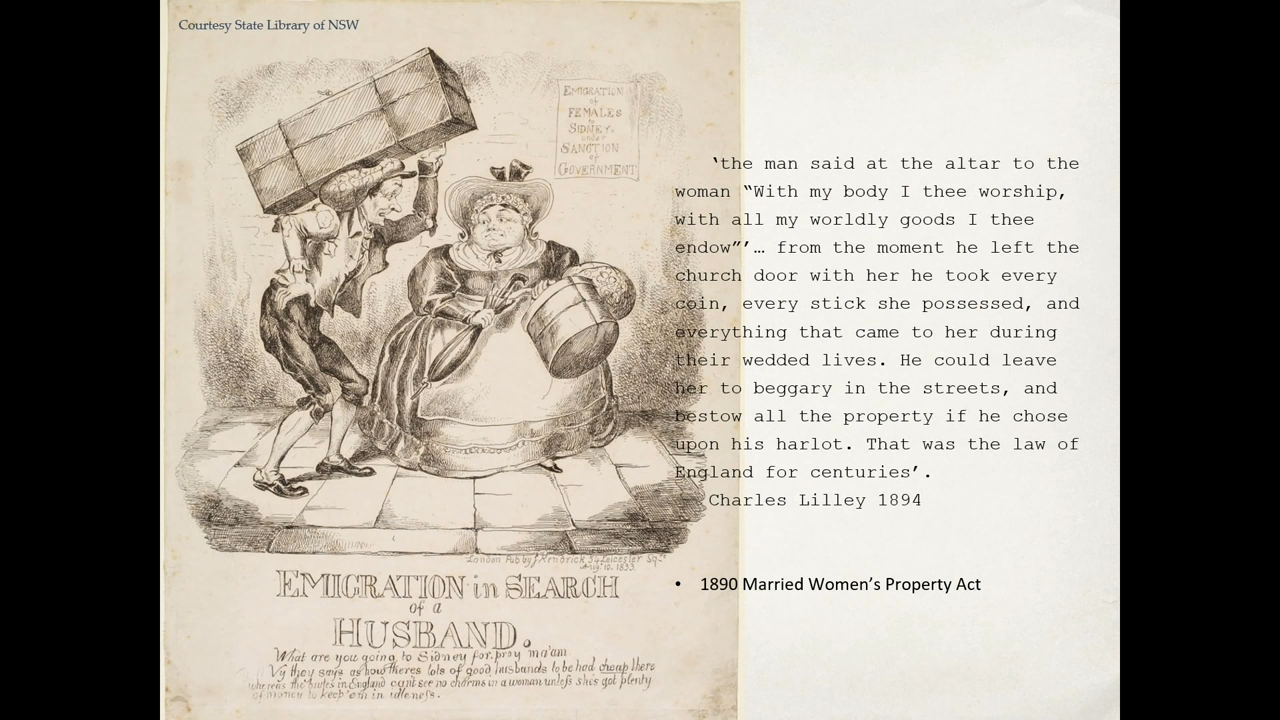 Courtesy State Library of NSW
EMIGRATION
of
FEMALES
to
SIDNEY.
under
SANCTION
of
GOVERNMENT
'the man said at the altar to the
woman “With my body I thee worship,
with all my worldly goods I thee
endow”’… from the moment he left the
church door with her he took every
coin, every stick she possessed, and
everything that came to her during
their wedded lives. He could leave
her to beggary in the streets, and
bestow all the property if he chose
upon his harlot. That was the law of
England for centuries’.
Charles Lilley 1894
• 1890 Married Women’s Property Act
London Pub by J Kendrick 54 Leicester Sqre
Augt 10. 1833.
EMIGRATION in SEARCH
of a
HUSBAND.
What are you going to Sidney for, pray ma'am
Vy they says as how theres lots of good husbands to be had cheap there
whereas the brutes in England cant see no charms in a woman unless shes got plenty
of money to keep 'em in idleness.